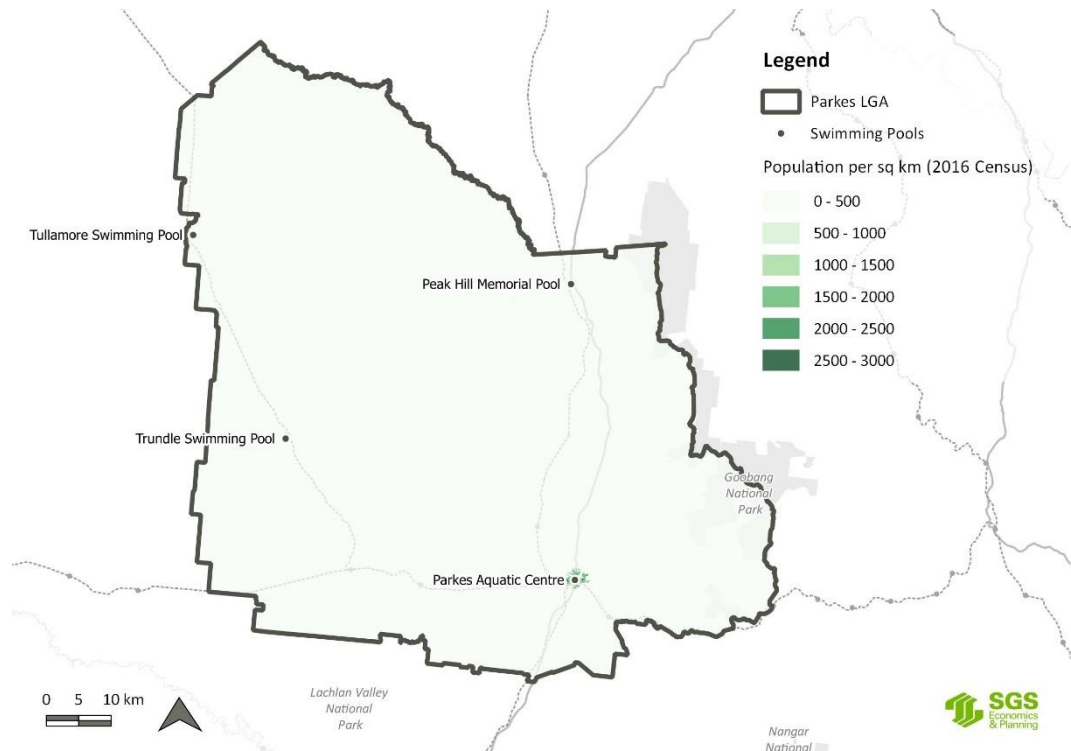 Legend
Parkes LGA
Swimming Pools
Population per sq km (2016 Census)
0 - 500
500 - 1000
1000 - 1500
1500 - 2000
2000 - 2500
2500 - 3000
Tullamore Swimming Pool
Peak Hill Memorial Pool
Trundle Swimming Pool
Goobang
National
Park
Parkes Aquatic Centre
0 5 10 km
Lachlan Valley
National
Park
SGS
Economics
& Planning
Nangar
National